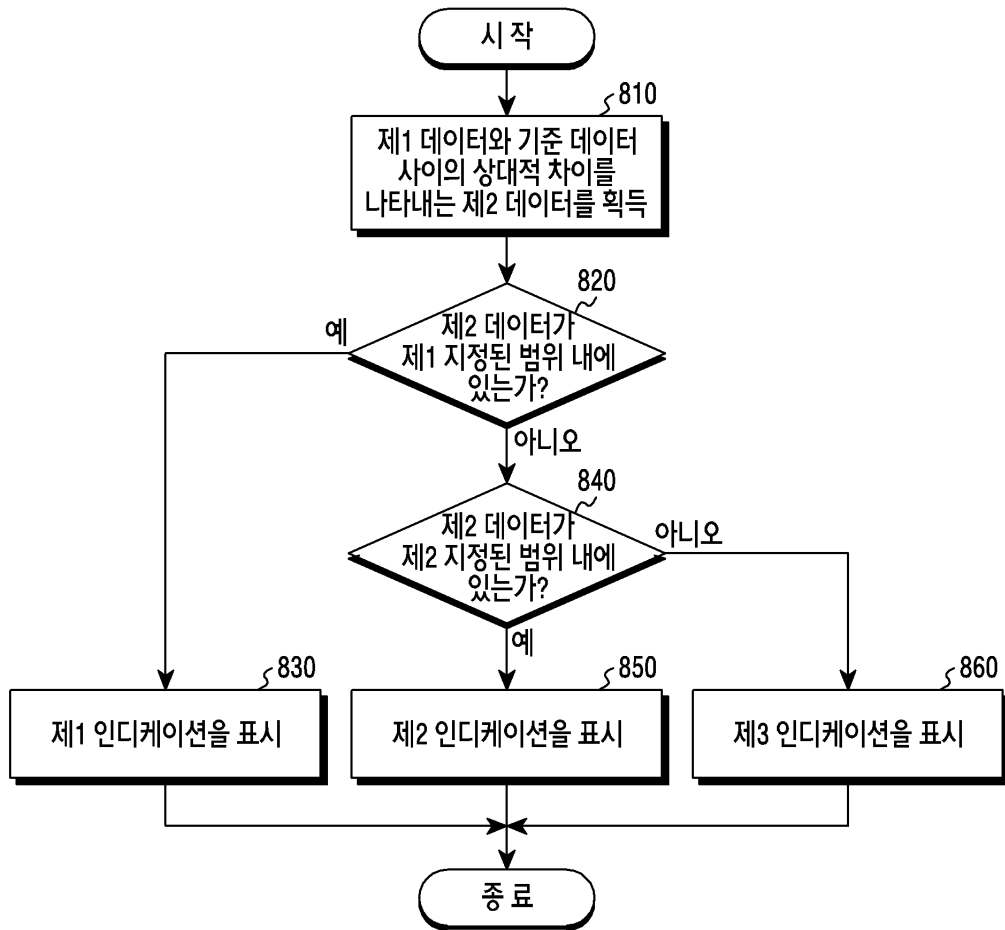 시 작
810
제1 데이터와 기준 데이터
사이의 상대적 차이를
나타내는 제2 데이터를 획득
820
예
제2 데이터가
제1 지정된 범위 내에
있는가?
아니오
840
제2 데이터가
제2 지정된 범위 내에
있는가?
아니오
예
830
제1 인디케이션을 표시
850
제2 인디케이션을 표시
860
제3 인디케이션을 표시
종 료